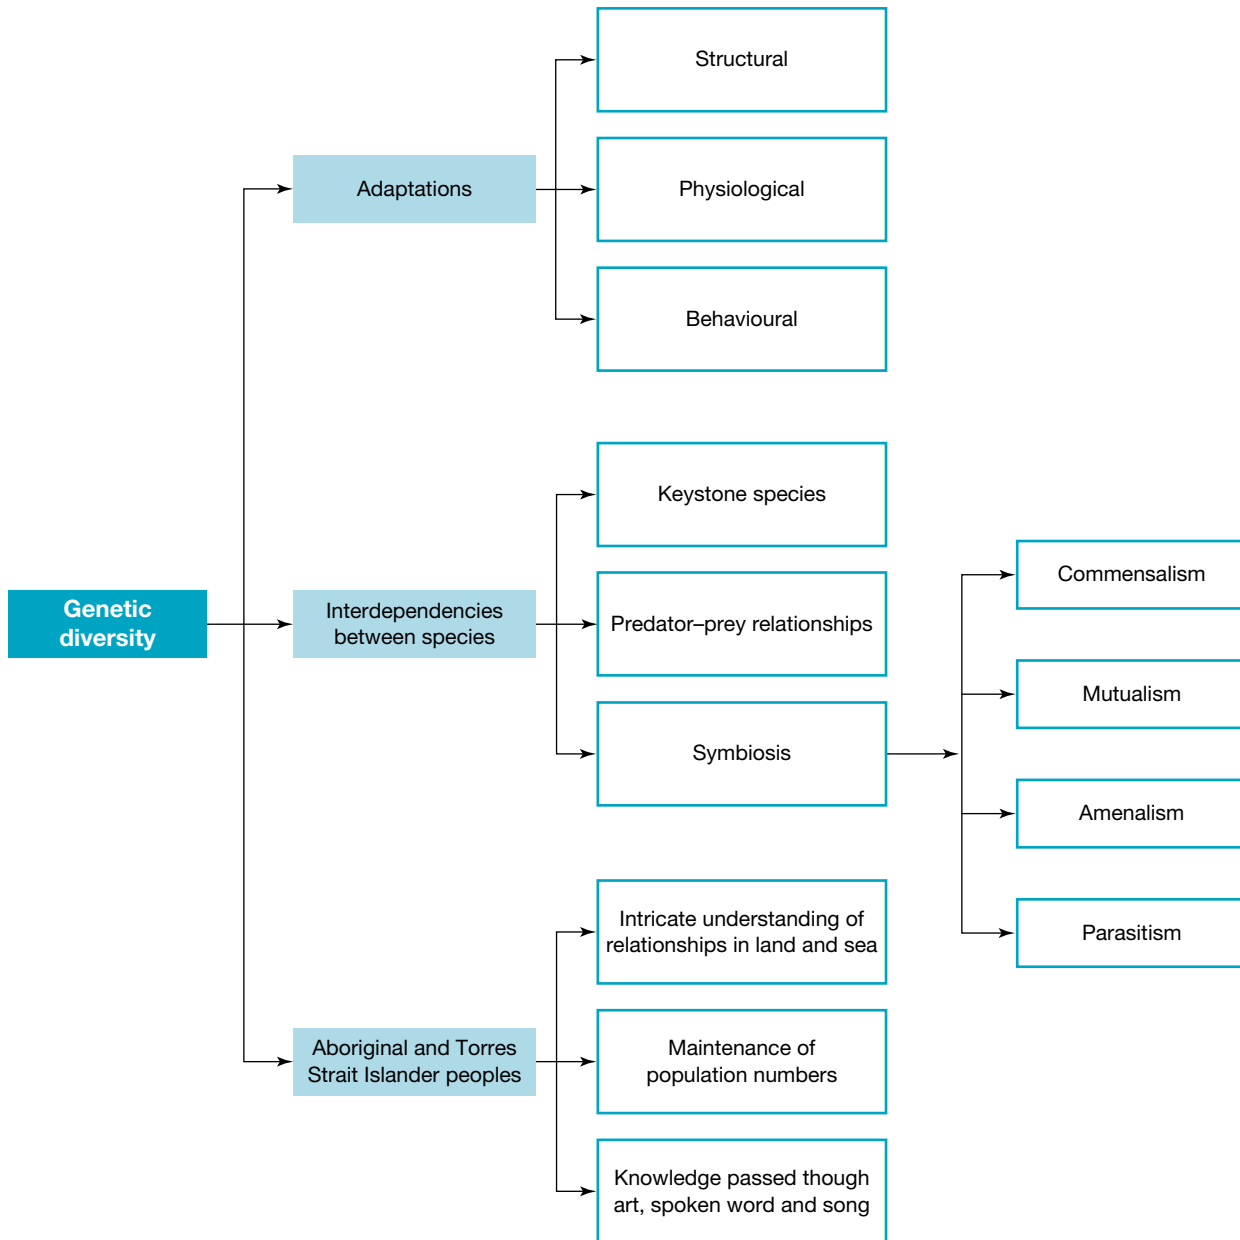 Structural
Adaptations
Physiological
Behavioural
Keystone species
Genetic
diversity
Interdependencies
between species
Predator–prey relationships
Symbiosis
Commensalism
Mutualism
Amenalism
Parasitism
Intricate understanding of
relationships in land and sea
Aboriginal and Torres
Strait Islander peoples
Maintenance of
population numbers
Knowledge passed though
art, spoken word and song